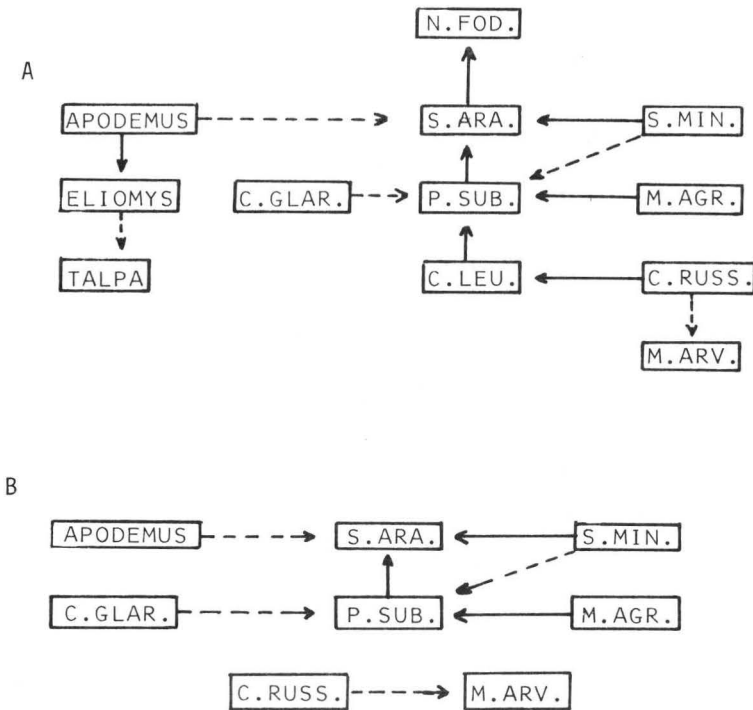 A
N.FOD.
APODEMUS S.ARA. S.MIN.
ELIOMYS C.GLAR. P.SUB. M.AGR.
TALPA C.LEU. C.RUSS.
M.ARV.
B
APODEMUS S.ARA. S.MIN.
C.GLAR. P.SUB. M.AGR.
C.RUSS. M.ARV.